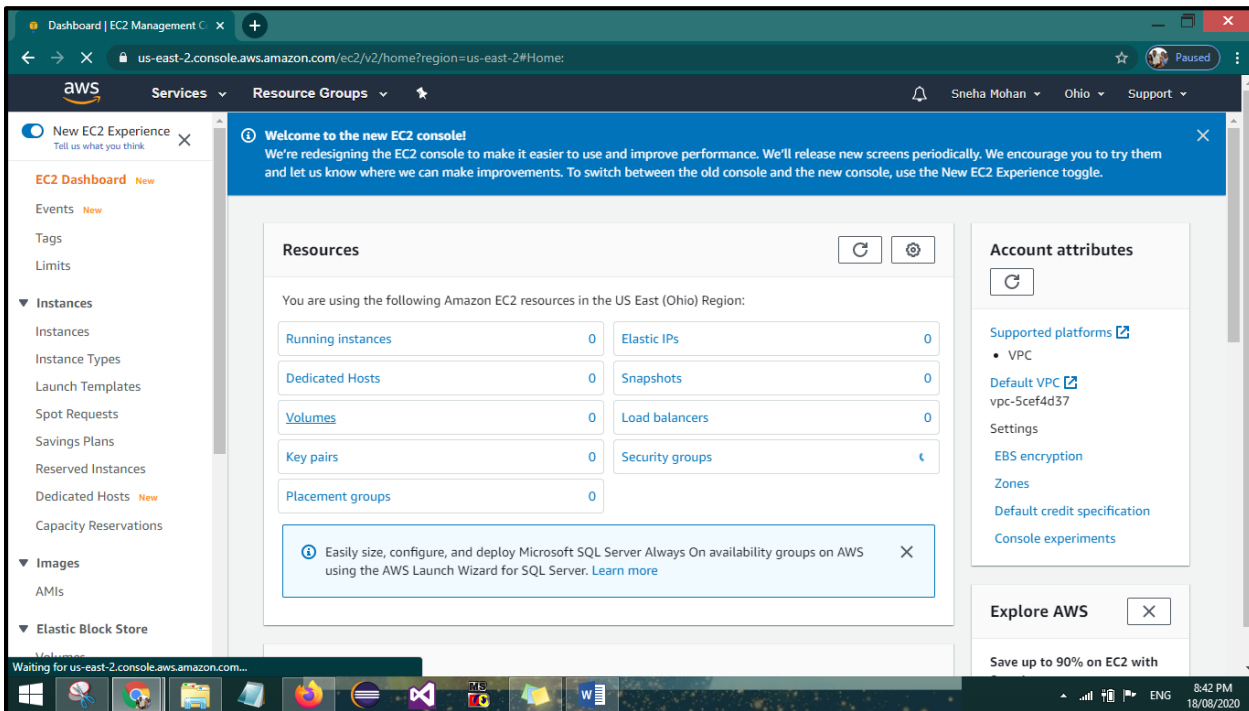 Dashboard | EC2 Management C
us-east-2.console.aws.amazon.com/ec2/v2/home?region=us-east-2#Home:
Paused
aws
Services
Resource Groups
Sneha Mohan
Ohio
Support
New EC2 Experience
Tell us what you think
EC2 Dashboard New
Events New
Tags
Limits
Instances
Instances
Instance Types
Launch Templates
Spot Requests
Savings Plans
Reserved Instances
Dedicated Hosts New
Capacity Reservations
Images
AMIs
Elastic Block Store
Volumes
Waiting for us-east-2.console.aws.amazon.com...
Welcome to the new EC2 console!
We're redesigning the EC2 console to make it easier to use and improve performance. We'll release new screens periodically. We encourage you to try them
and let us know where we can make improvements. To switch between the old console and the new console, use the New EC2 Experience toggle.
Resources
You are using the following Amazon EC2 resources in the US East (Ohio) Region:
Running instances 0
Elastic IPs 0
Dedicated Hosts 0
Snapshots 0
Volumes 0
Load balancers 0
Key pairs 0
Security groups
Placement groups 0
Easily size, configure, and deploy Microsoft SQL Server Always On availability groups on AWS
using the AWS Launch Wizard for SQL Server. Learn more
Account attributes
Supported platforms
VPC
Default VPC
vpc-5cef4d37
Settings
EBS encryption
Zones
Default credit specification
Console experiments
Explore AWS
Save up to 90% on EC2 with
MS
ENG
8:42 PM
18/08/2020